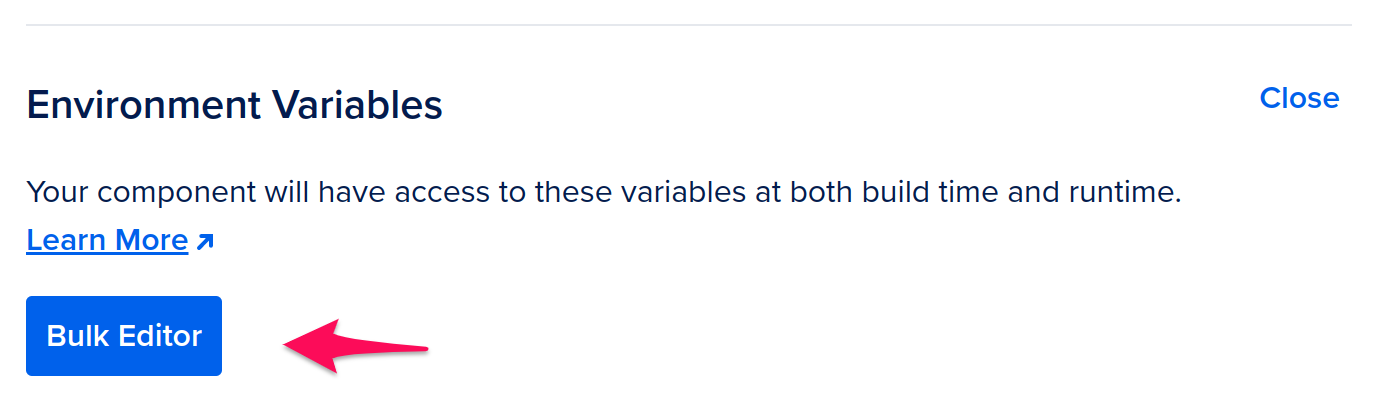 Environment Variables
Close
Your component will have access to these variables at both build time and runtime.
Learn More
Bulk Editor